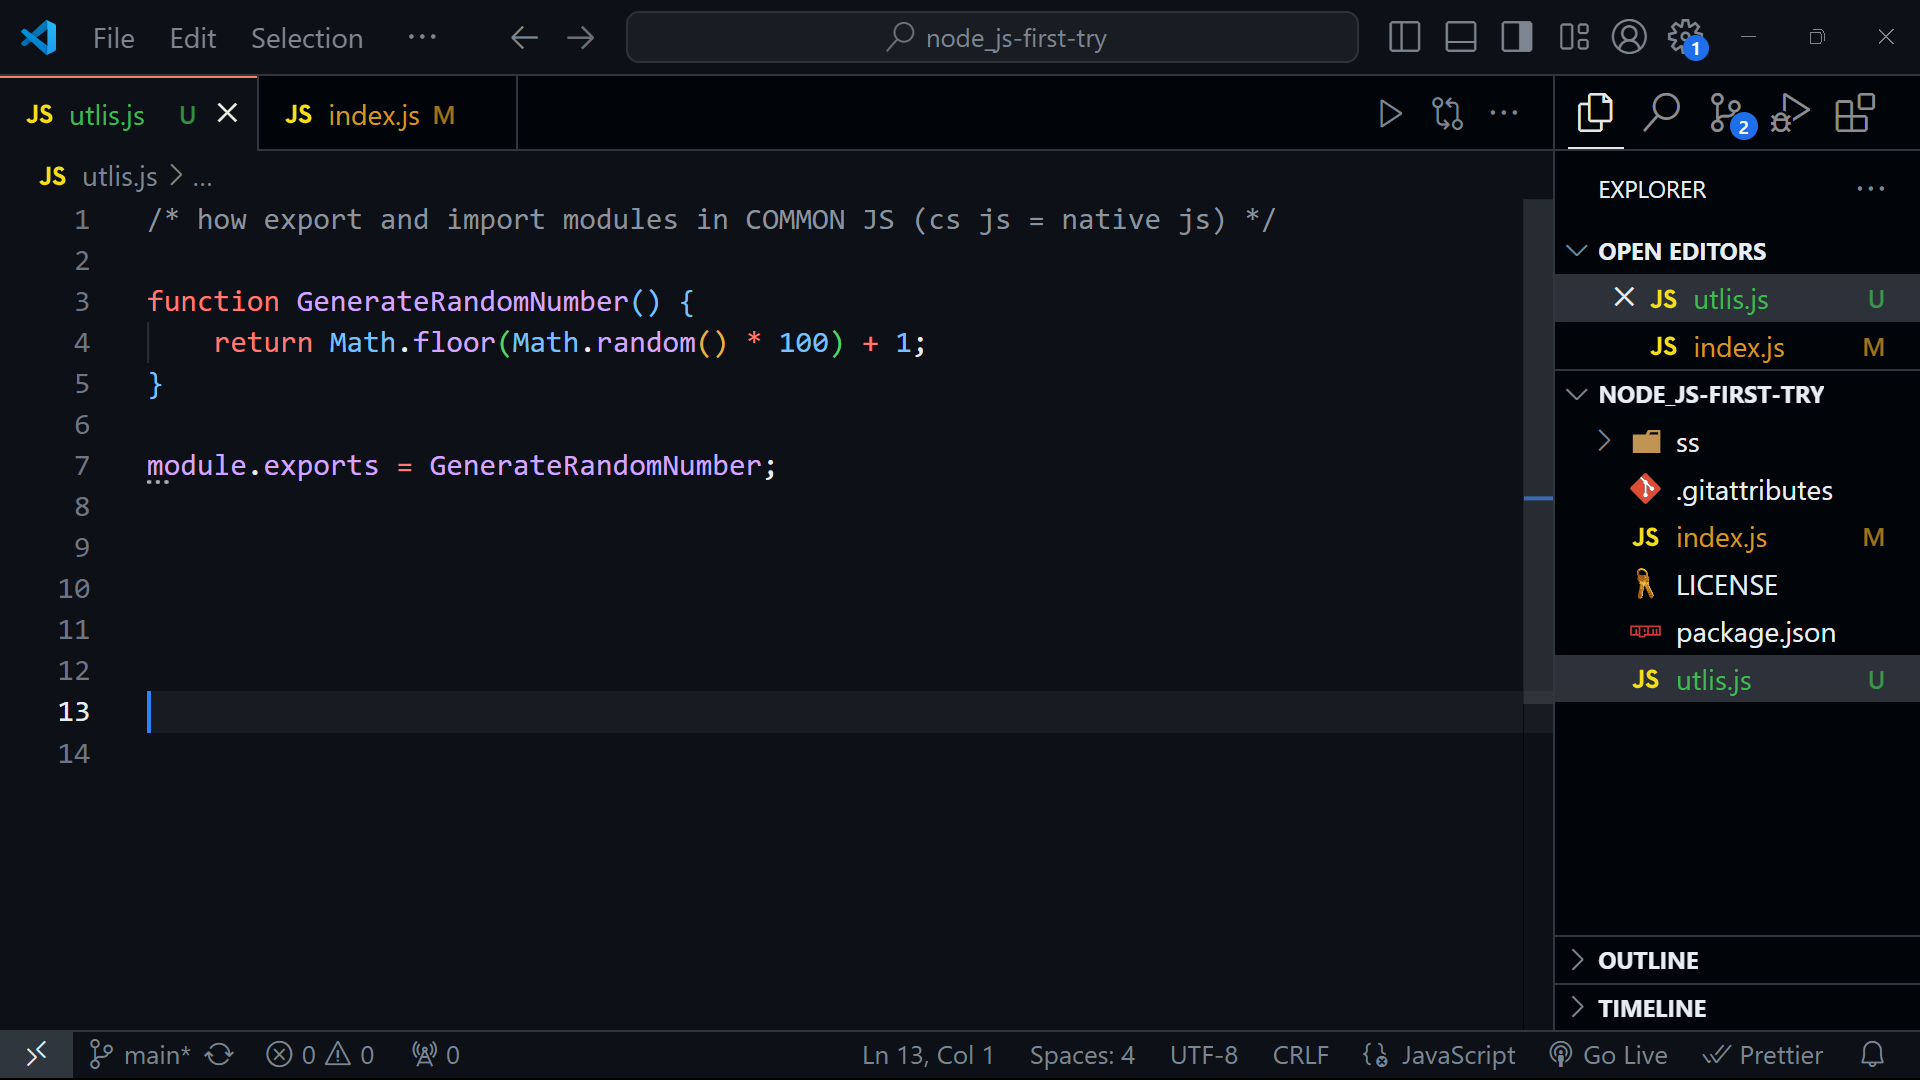 File Edit Selection ··· node_js-first-try 1
JS utlis.js U JS index.js M 2
JS utlis.js > ...
1 /* how export and import modules in COMMON JS (cs js = native js) */
2
3 function GenerateRandomNumber() {
4 return Math.floor(Math.random() * 100) + 1;
5 }
6
7 module.exports = GenerateRandomNumber;
8
9
10
11
12
13
14
EXPLORER ···
OPEN EDITORS
JS utlis.js U
JS index.js M
NODE_JS-FIRST-TRY
ss
.gitattributes
JS index.js M
LICENSE
npm package.json
JS utlis.js U
OUTLINE
TIMELINE
main* 0 0 0 Ln 13, Col 1 Spaces: 4 UTF-8 CRLF JavaScript Go Live Prettier